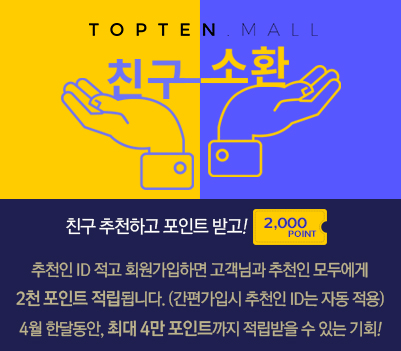 TOPTEN.MALL
친구 소환
친구 추천하고 포인트 받고! 2,000 POINT
추천인 ID 적고 회원가입하면 고객님과 추천인 모두에게
2천 포인트 적립됩니다. (간편가입시 추천인 ID는 자동 적용)
4월 한달동안, 최대 4만 포인트까지 적립받을 수 있는 기회!